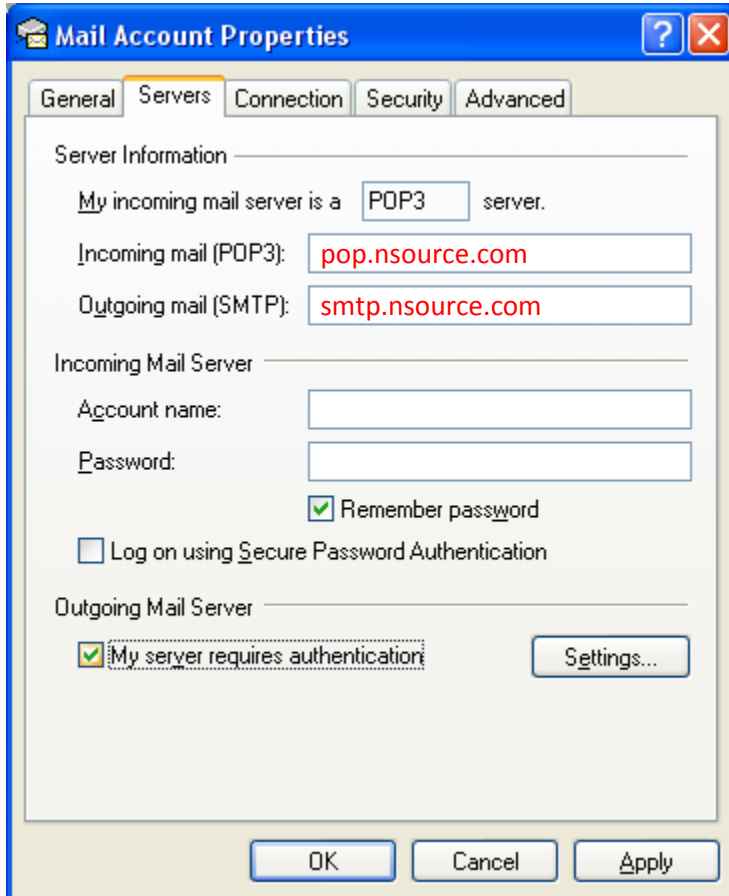 Mail Account Properties
General Servers Connection Security Advanced
Server Information
My incoming mail server is a POP3 server.
Incoming mail (POP3): pop.nsource.com
Outgoing mail (SMTP): smtp.nsource.com
Incoming Mail Server
Account name:
Password:
Remember password
Log on using Secure Password Authentication
Outgoing Mail Server
My server requires authentication Settings...
OK Cancel Apply